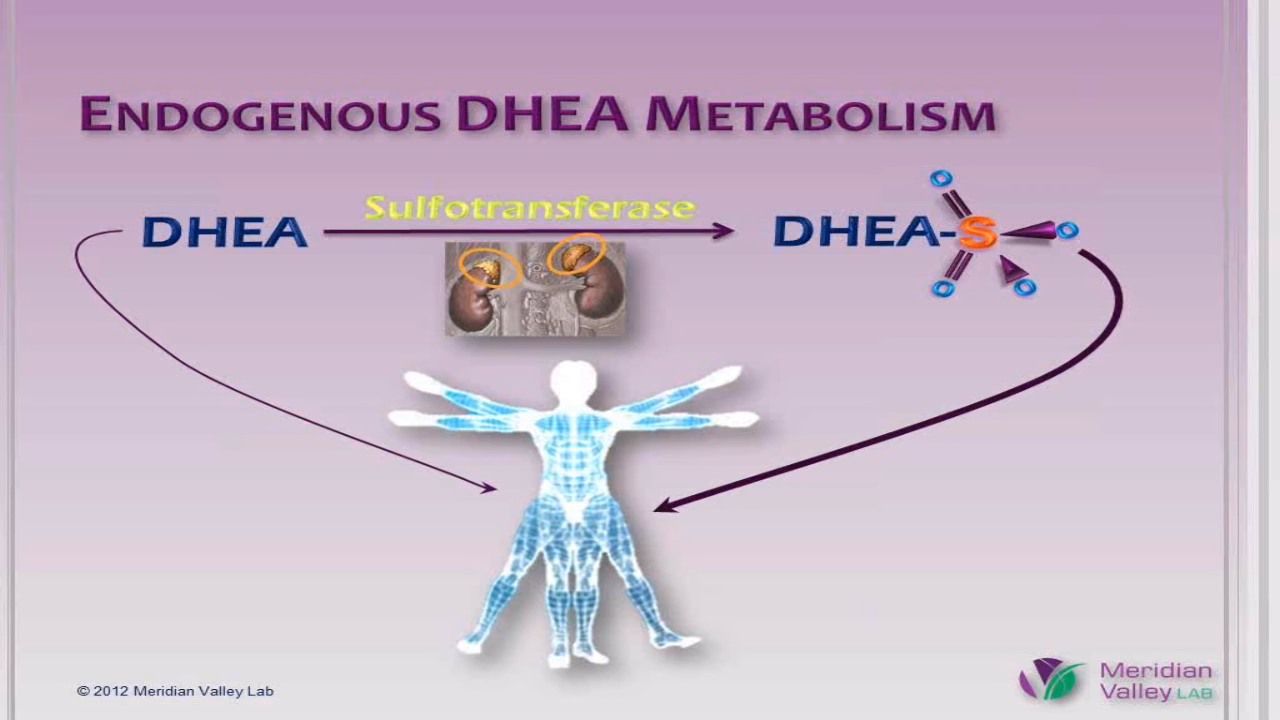 ENDOGENOUS DHEA METABOLISM
Sulfotransferase
DHEA
DHEA-S
O
O
O
O
© 2012 Meridian Valley Lab
Meridian
Valley LAB